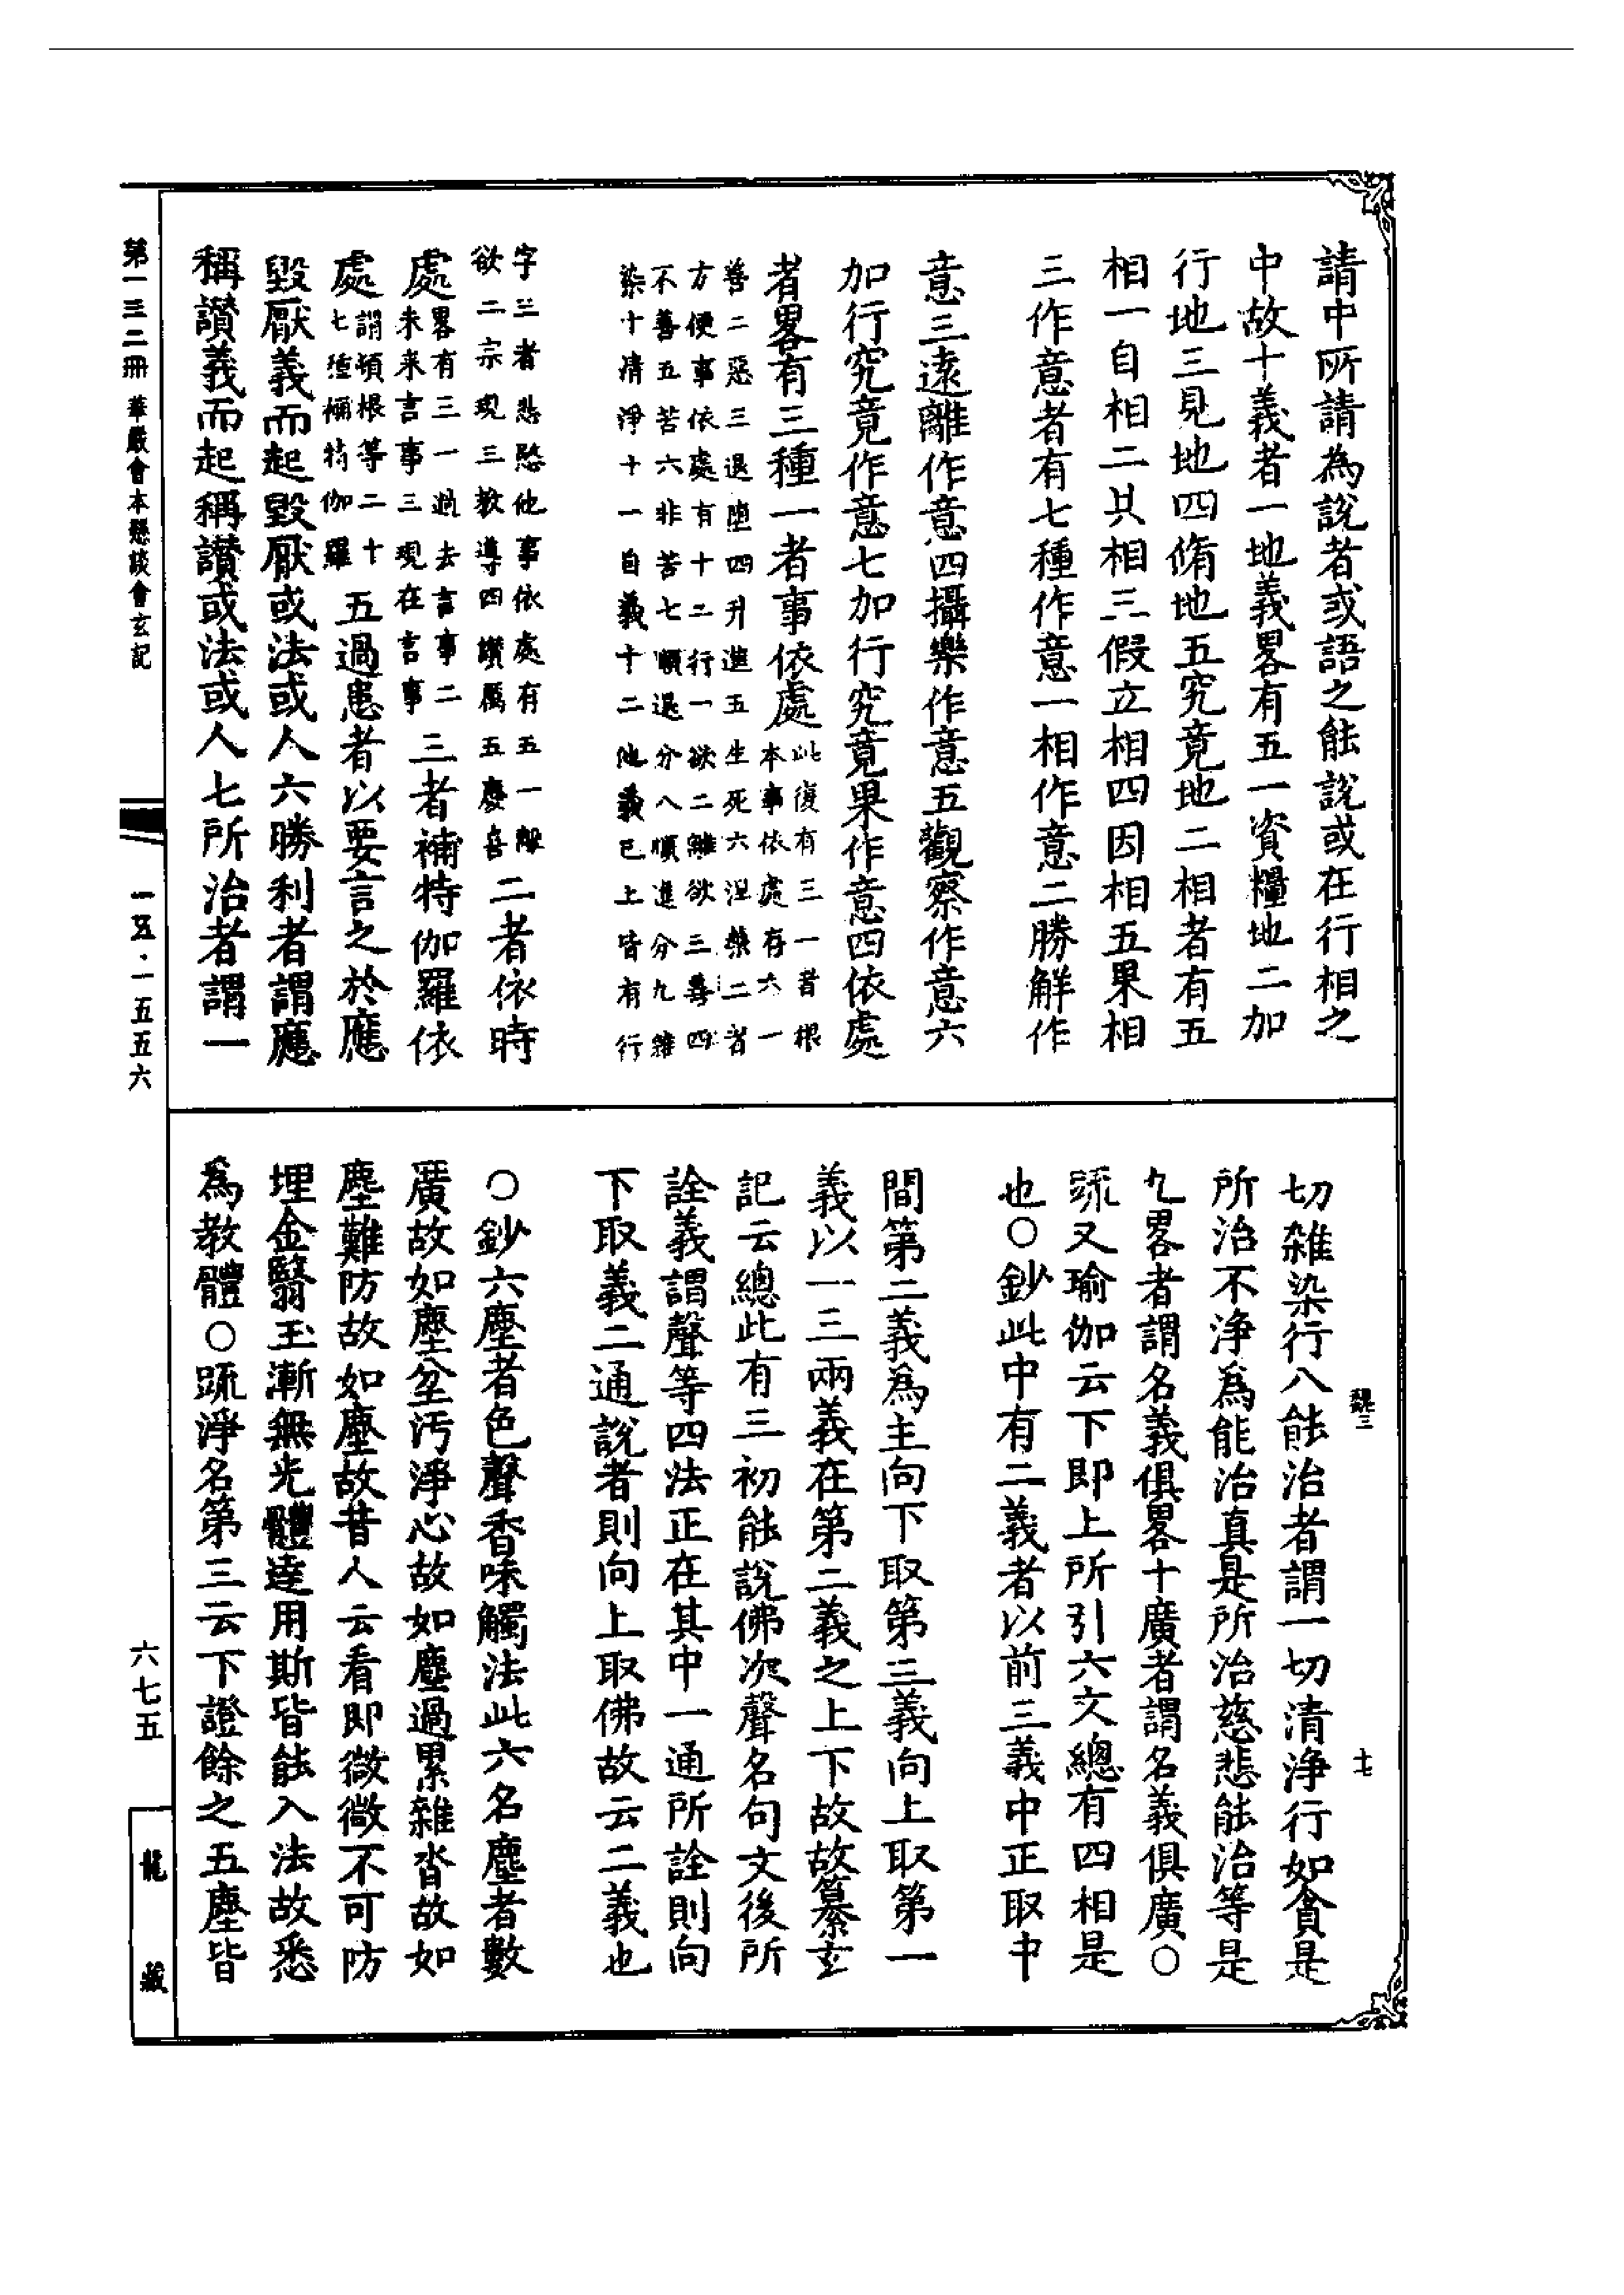 請中所請為說者或語之能說或在行相之
中故十義者一地義畧有五一資糧地二加
行地三見地四脩地五究竟地二相者有五
相一自相二共相三假立相四因相五果相
三作意者有七種作意一相作意二勝解作
意三遠離作意四攝樂作意五觀察作意六
加行究竟作意七加行究竟果作意四依處
者畧有三種一者事依處
此復有三一者根
本事依處存六一
善二惡三退墮四升進五生死六涅槃二者
方便事依處有十二行一欲二離欲三善四
不善五苦六非苦七順退分八順進分九雜
染十清淨十一自義十二他義已上皆有行
字三者悲愍他事依處有五一離
欲二宗現三教導四讚厲五慶喜
二者依時
處
畧有三一過去言事二
未来言事三現在言事
三者補特伽羅依
處
謂頓根等二十
七種補特伽羅
五過患者以要言之於應
毀厭義而起毀厭或法或人六勝利者謂應
稱讚義而起稱讚或法或人七所治者謂一
切雜染行八能治者謂一切清淨行如貪是
所治不淨為能治真是所治慈悲能治等是
九畧者謂名義俱畧十廣者謂名義俱廣○
䟽又瑜伽云下即上所引六文總有四相是
也○鈔此中有二義者以前三義中正取中
間第二義為主向下取第三義向上取第一
義以一三兩義在第二義之上下故故纂玄
記云總此有三初能說佛次聲名句文後所
詮義謂聲等四法正在其中一通所詮則向
下取義二通說者則向上取佛故云二義也
○鈔六塵者色聲香味觸法此六名塵者數
廣故如塵坌汚淨心故如塵過累雜沓故如
塵難防故如塵故昔人云看即微微不可防
埋金翳玉漸無光體達用斯皆能入法故悉
為教體○䟽淨名第三云下證餘之五塵皆
魏三
十七
第一三二冊 華嚴會本懸談會玄記
一五·一五五六
六七五
龍藏